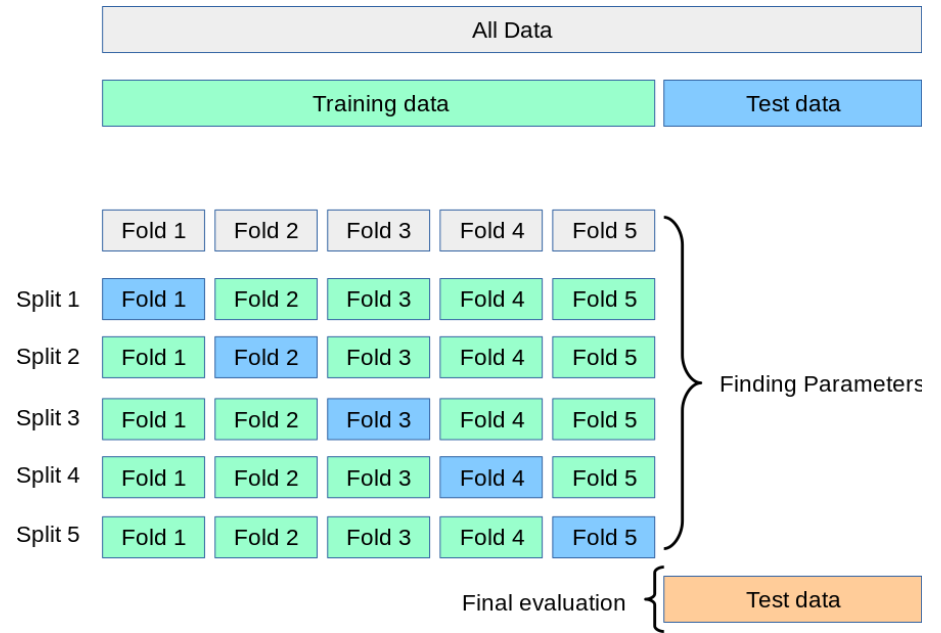 All Data
Training data Test data
Fold 1 Fold 2 Fold 3 Fold 4 Fold 5
Split 1 Fold 1 Fold 2 Fold 3 Fold 4 Fold 5
Split 2 Fold 1 Fold 2 Fold 3 Fold 4 Fold 5
Finding Parameters
Split 3 Fold 1 Fold 2 Fold 3 Fold 4 Fold 5
Split 4 Fold 1 Fold 2 Fold 3 Fold 4 Fold 5
Split 5 Fold 1 Fold 2 Fold 3 Fold 4 Fold 5
Final evaluation Test data